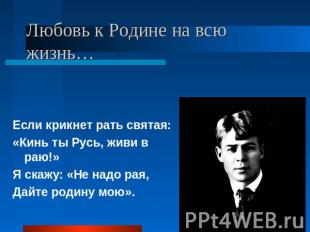 Любовь к Родине на всю
жизнь…
Если крикнет рать святая:
«Кинь ты Русь, живи в
раю!»
Я скажу: «Не надо рая,
Дайте родину мою».
PPt4WEB.ru